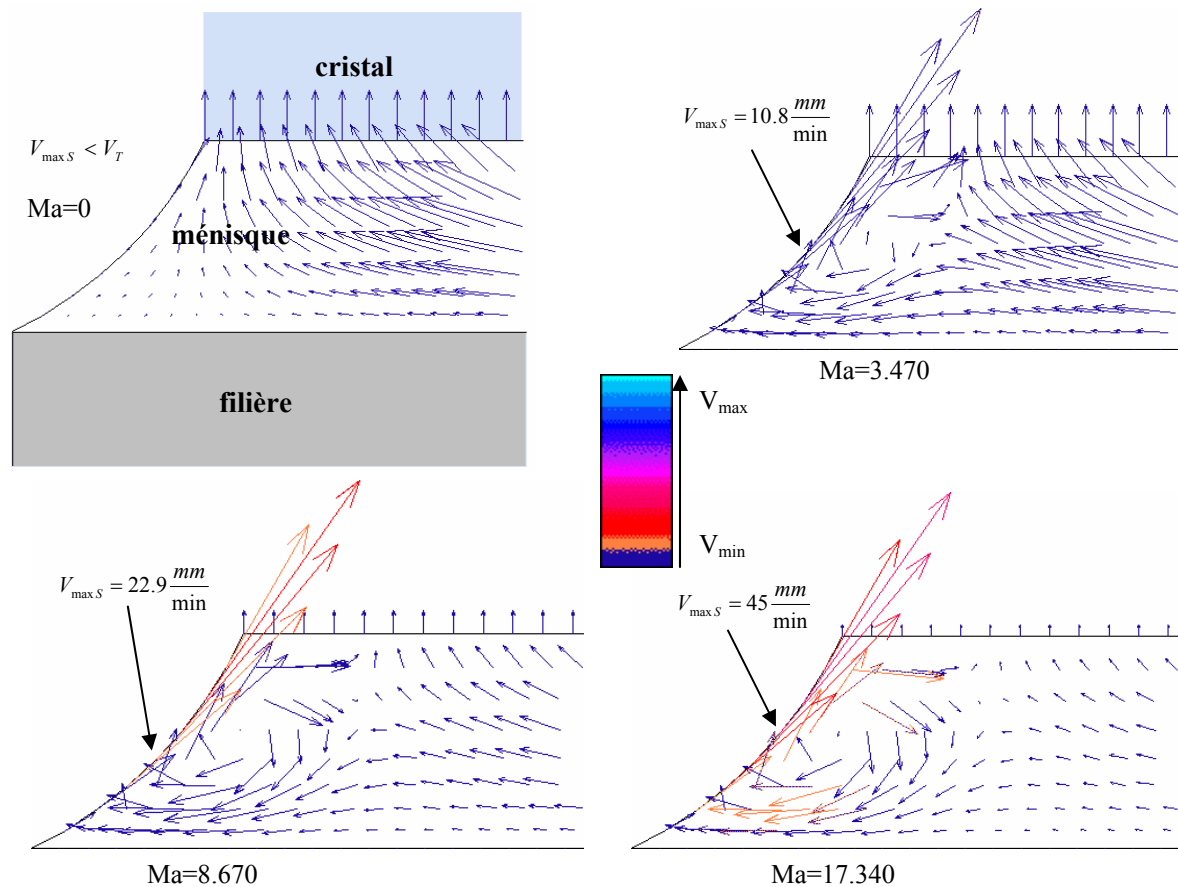 cristal
V_max S < V_T
Ma=0
ménisque
filière
V_max S = 10.8 mm/min
Ma=3.470
V_max
V_min
V_max S = 22.9 mm/min
Ma=8.670
V_max S = 45 mm/min
Ma=17.340